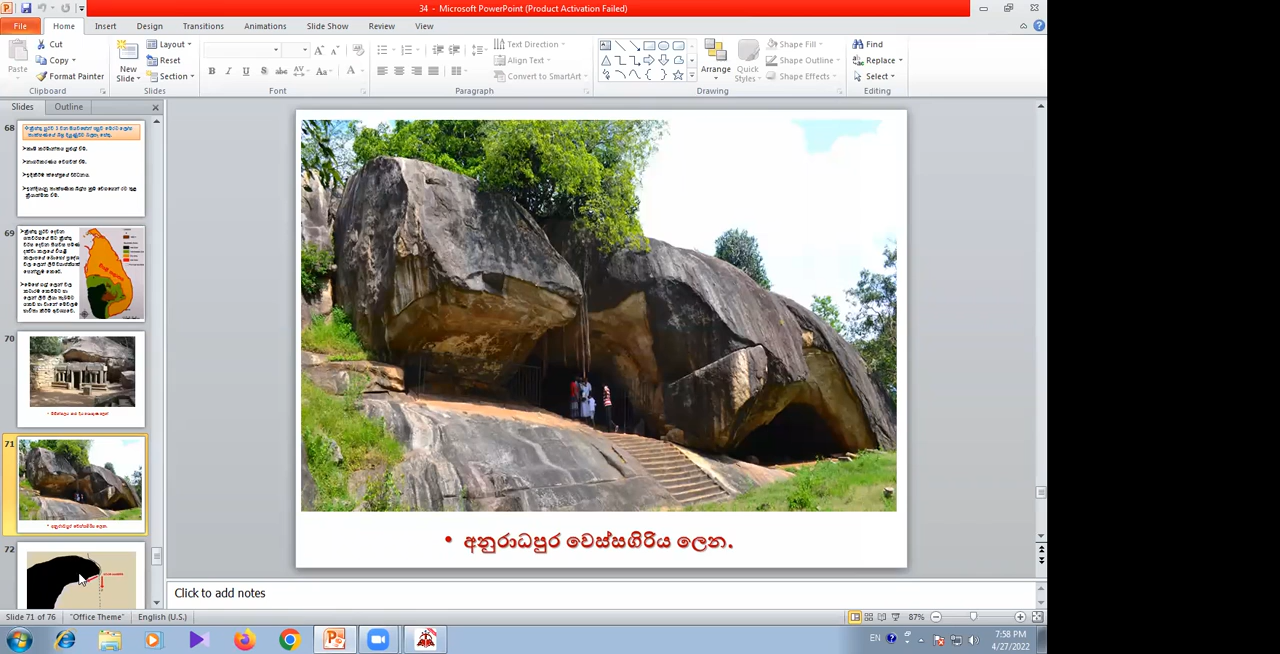 34 - Microsoft PowerPoint (Product Activation Failed)
File Home Insert Design Transitions Animations Slide Show Review View
Paste
Cut
Copy
Format Painter
Clipboard
New Slide
Layout
Reset
Section
Slides
B I U S abc AV Aa A
Font
Text Direction
Align Text
Convert to SmartArt
Paragraph
Arrange
Quick Styles
Shape Fill
Shape Outline
Shape Effects
Drawing
Find
Replace
Select
Editing
Slides Outline
68
69
70
71
72
• අනුරාධපුර වෙස්සගිරිය ලෙන.
Click to add notes
Slide 71 of 76 "Office Theme" English (U.S.) 87%
EN 7:58 PM
4/27/2022